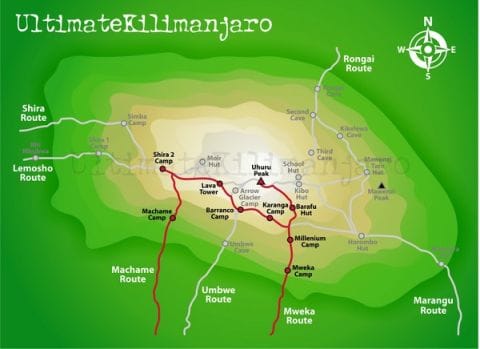 UltimateKilimanjaro
N
W E
S
Rongai
Route
Shira
Route
Simba
Camp
Second
Cave
Kikelewa
Cave
Shira 1
Camp
Lemosho
Route
Shira 2
Camp
Moir
Hut
Third
Cave
School
Hut
Uhuru
Peak
Mawenzi
Tarn
Hut
Mawenzi
Peak
Kibo
Hut
Lava
Tower
Arrow
Glacier
Camp
Barranco
Camp
Karanga
Camp
Barafu
Hut
Machame
Camp
Umbwe
Cave
Millenium
Camp
Horombo
Hut
Mweka
Camp
Machame
Route
Umbwe
Route
Mweka
Route
Marangu
Route
UltimateKilimanjaro